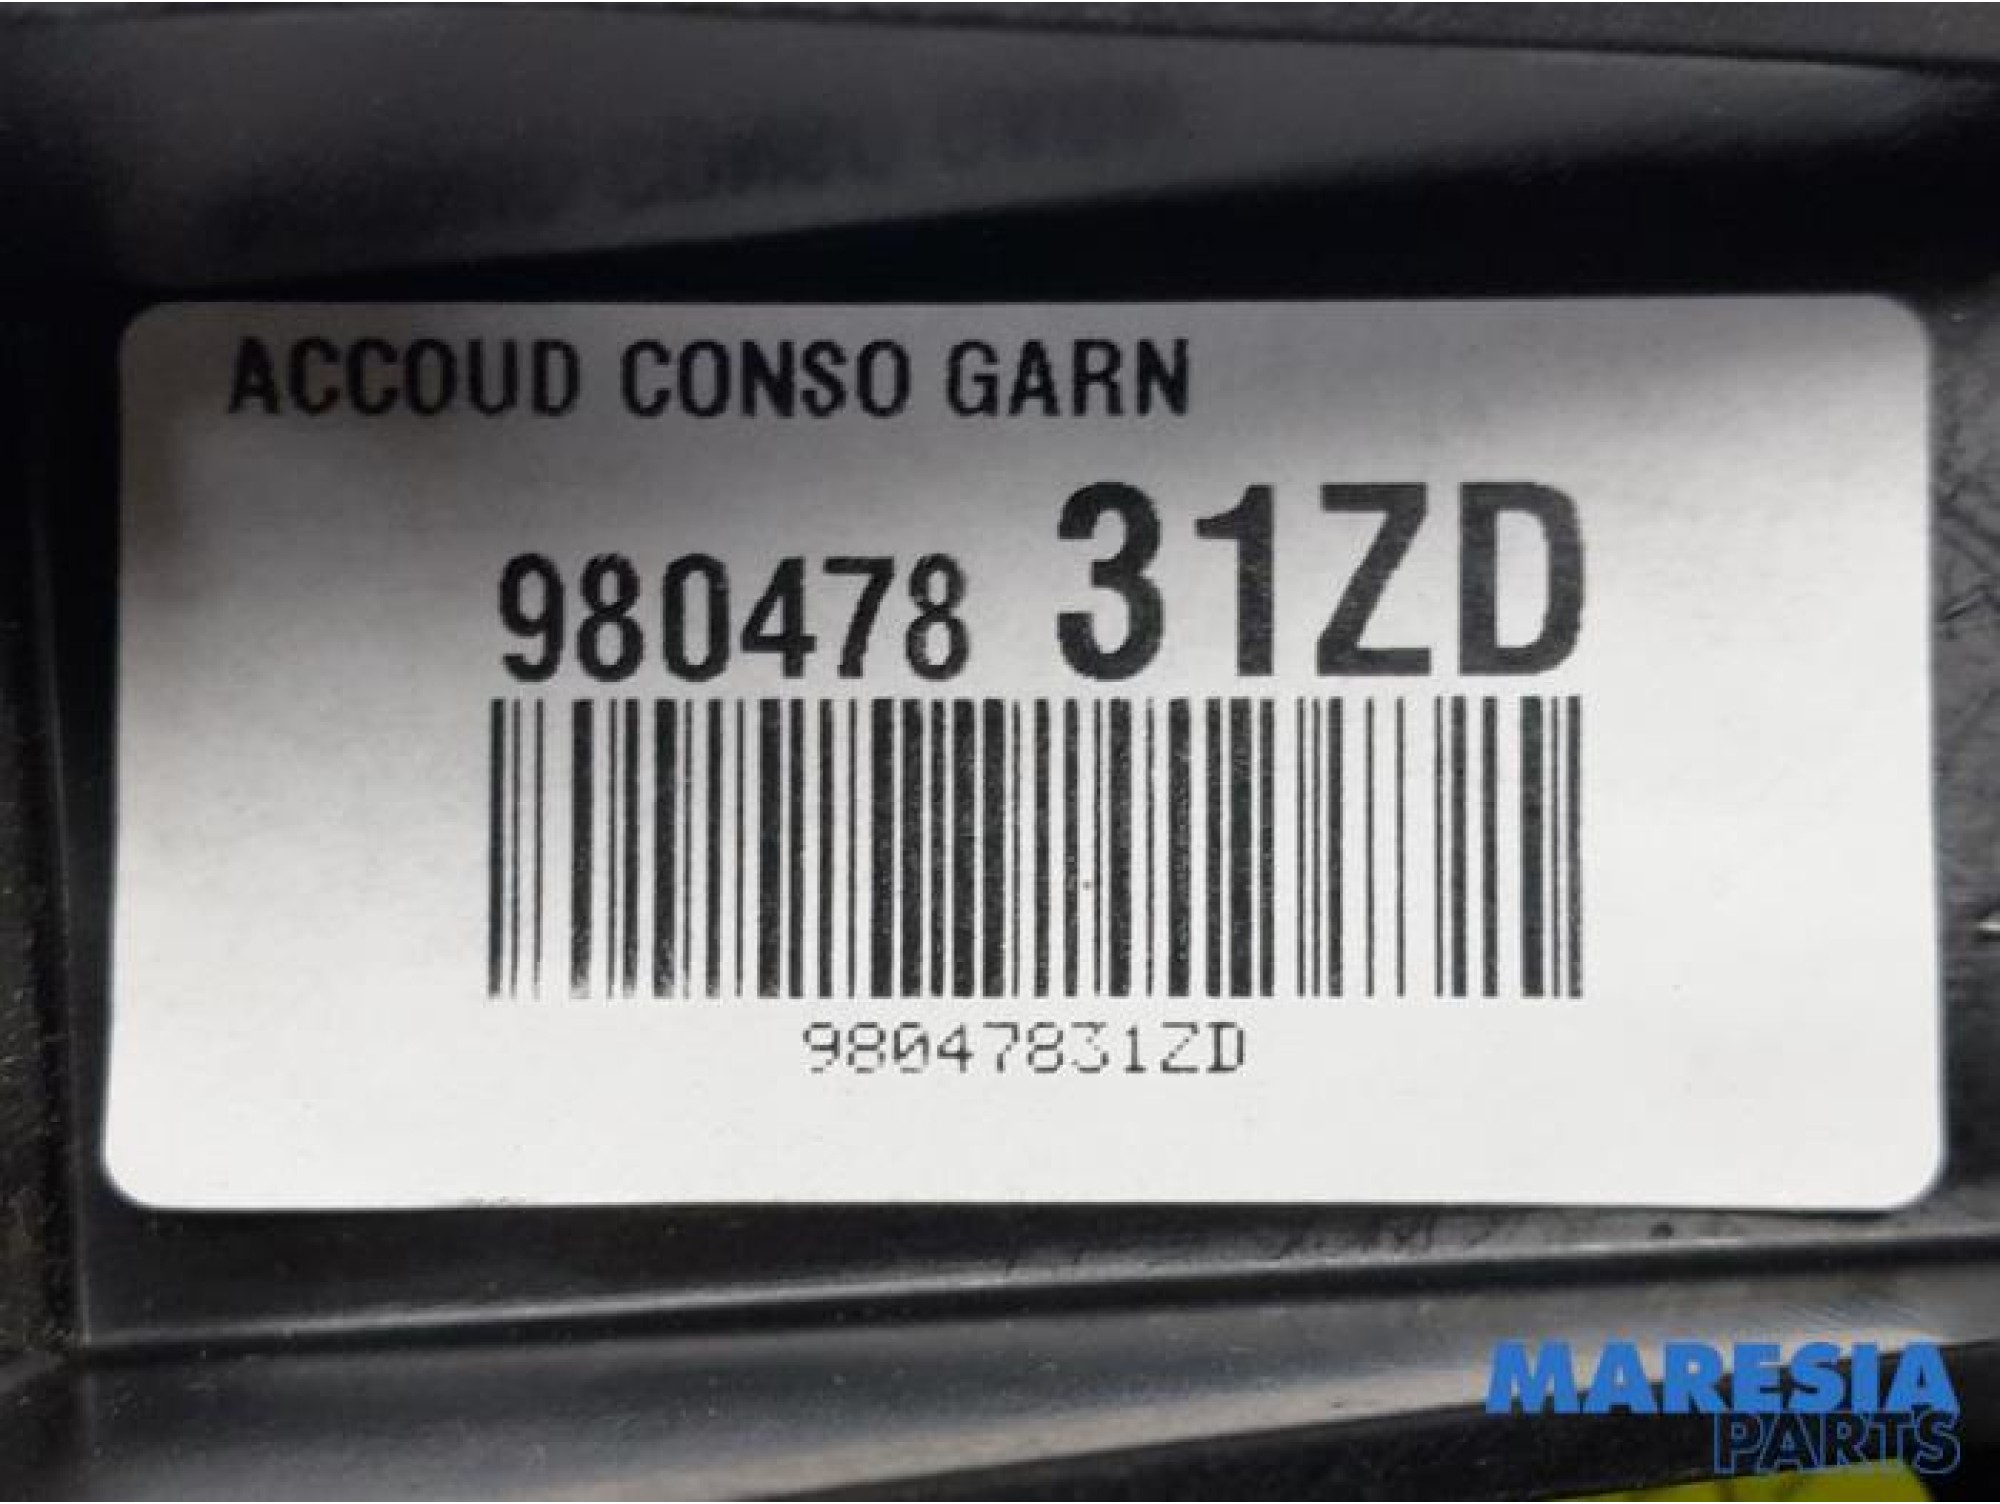 ACCOUD CONSO GARN
980478 31ZD
98047831ZD
MARESIA
PARTS